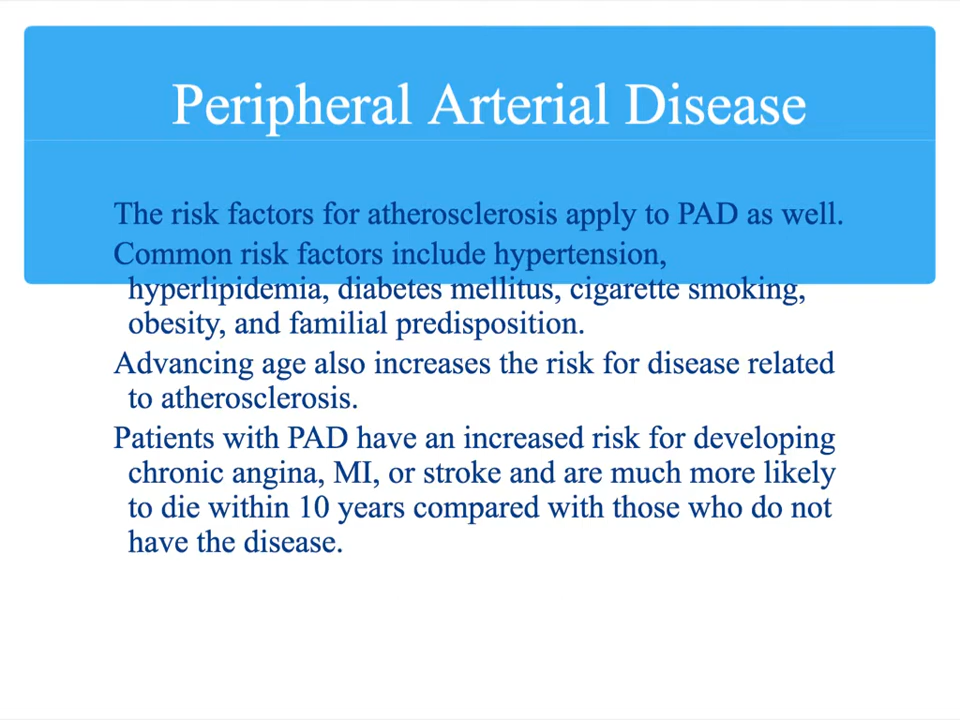 Peripheral Arterial Disease
The risk factors for atherosclerosis apply to PAD as well.
Common risk factors include hypertension,
hyperlipidemia, diabetes mellitus, cigarette smoking,
obesity, and familial predisposition.
Advancing age also increases the risk for disease related
to atherosclerosis.
Patients with PAD have an increased risk for developing
chronic angina, MI, or stroke and are much more likely
to die within 10 years compared with those who do not
have the disease.